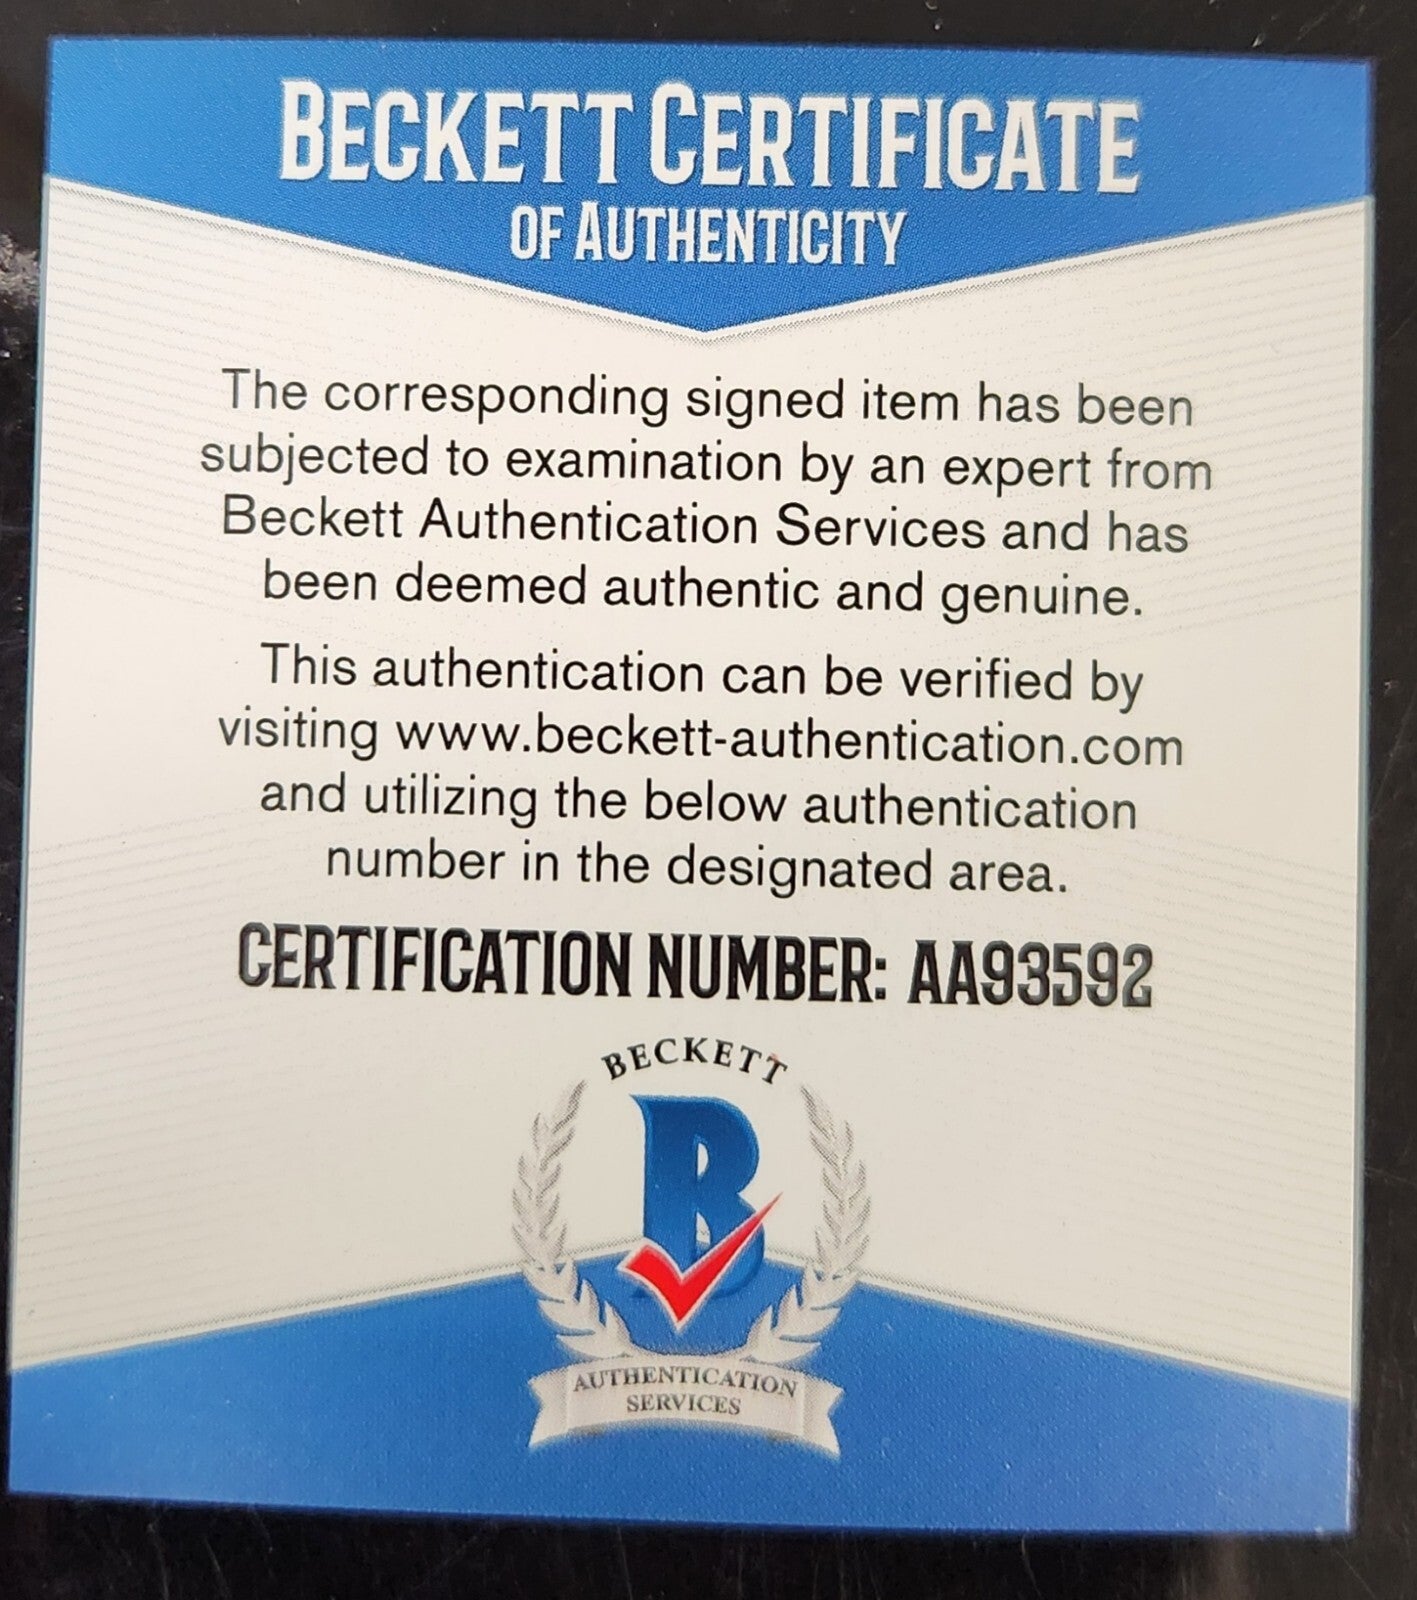 BECKETT CERTIFICATE
OF AUTHENTICITY
The corresponding signed item has been
subjected to examination by an expert from
Beckett Authentication Services and has
been deemed authentic and genuine.
This authentication can be verified by
visiting www.beckett-authentication.com
and utilizing the below authentication
number in the designated area.
CERTIFICATION NUMBER: AA93592
BECKETT
B
AUTHENTICATION
SERVICES